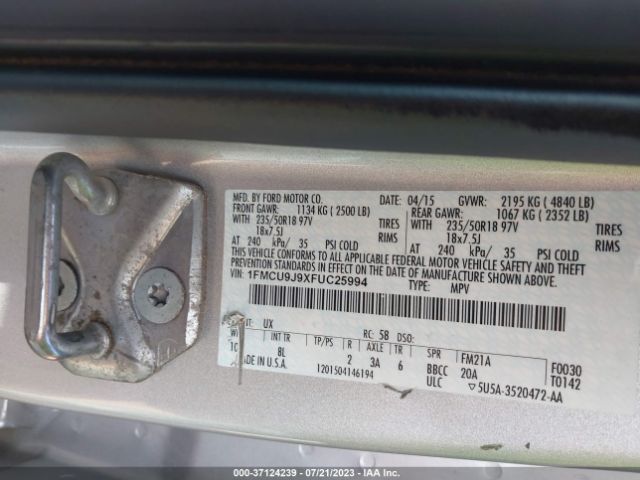 MFD. BY FORD MOTOR CO. 04/15 GVWR: 2195 KG ( 4840 LB)
FRONT GAWR: 1134 KG ( 2500 LB) REAR GAWR: 1067 KG ( 2352 LB)
WITH 235/50R18 97V TIRES WITH 235/50R18 97V TIRES
18x7.5J RIMS 18x7.5J RIMS
AT 240 kPa/ 35 PSI COLD AT 240 kPa/ 35 PSI COLD
THIS VEHICLE CONFORMS TO ALL APPLICABLE FEDERAL MOTOR VEHICLE SAFETY AND THEFT
PREVENTION STANDARDS IN EFFECT ON THE DATE OF MANUFACTURE SHOWN ABOVE.
VIN: 1FMCU9J9XFUC25994 TYPE: MPV
UX RC: 58 DSO:
INT TR TP/PS R AXLE TR SPR FM21A F0030
8L 2 3A 6 BBCC 20A T0142
MADE IN U.S.A. 1201504146194 ULC ▽5U5A-3520472-AA
000-37124239 - 07/21/2023 - IAAI.COM